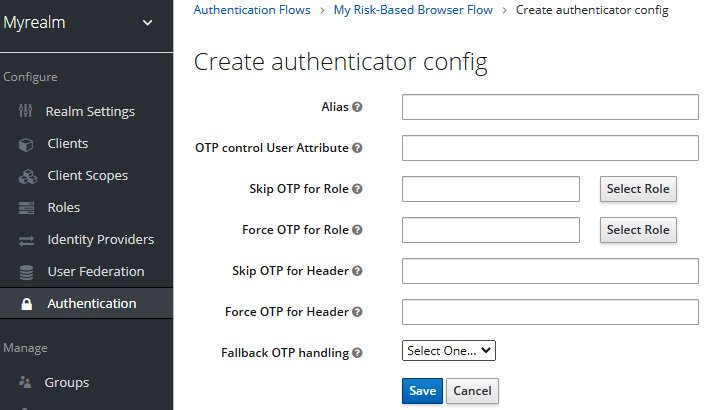 Myrealm
Configure
Realm Settings
Clients
Client Scopes
Roles
Identity Providers
User Federation
Authentication
Manage
Groups
Authentication Flows > My Risk-Based Browser Flow > Create authenticator config
Create authenticator config
Alias
OTP control User Attribute
Skip OTP for Role Select Role
Force OTP for Role Select Role
Skip OTP for Header
Force OTP for Header
Fallback OTP handling Select One...
Save Cancel